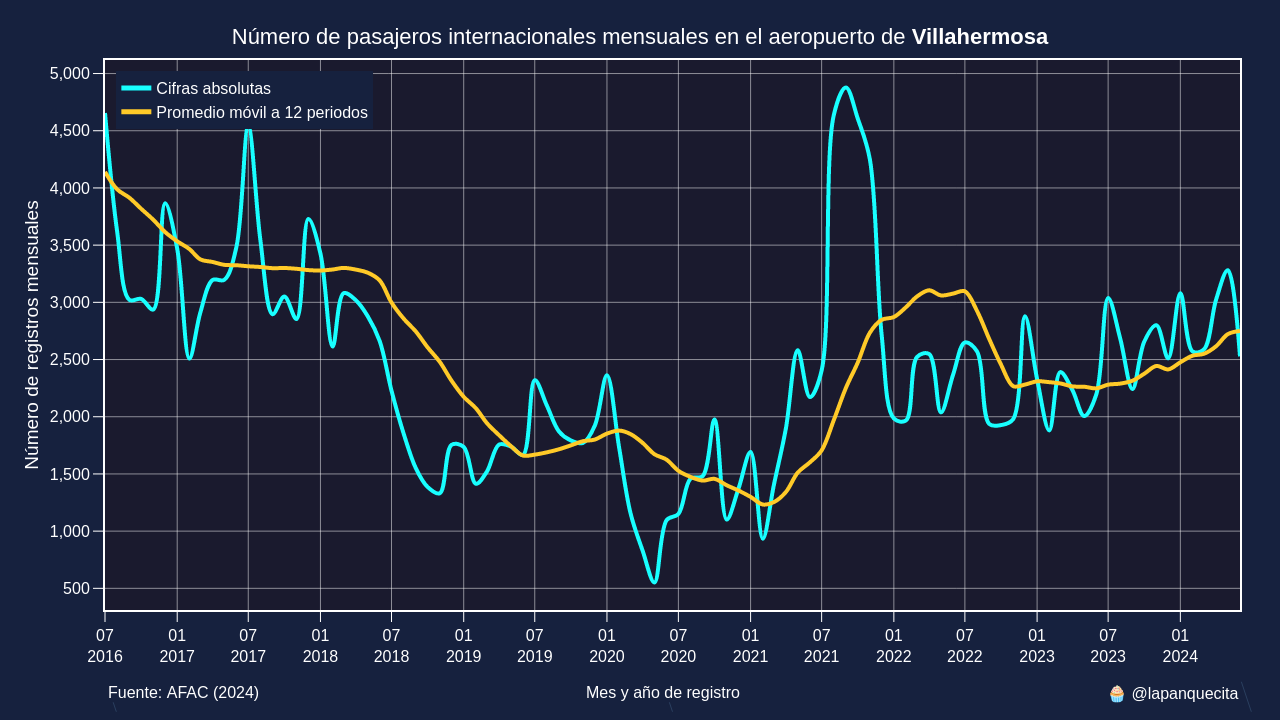 Número de pasajeros internacionales mensuales en el aeropuerto de Villahermosa
Cifras absolutas
Promedio móvil a 12 periodos
Número de registros mensuales
5,000
4,500
4,000
3,500
3,000
2,500
2,000
1,500
1,000
500
07 01 07 01 07 01 07 01 07 01 07 01 07 01 07 01
2016 2017 2017 2018 2018 2019 2019 2020 2020 2021 2021 2022 2022 2023 2023 2024
Fuente: AFAC (2024)
Mes y año de registro
🧁 @lapanquecita